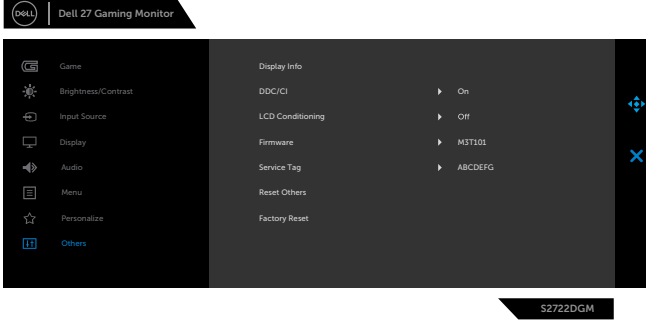 DELL Dell 27 Gaming Monitor
Game
Brightness/Contrast
Input Source
Display
Audio
Menu
Personalize
Others
Display Info
DDC/CI On
LCD Conditioning Off
Firmware M3T101
Service Tag ABCDEFG
Reset Others
Factory Reset
S2722DGM